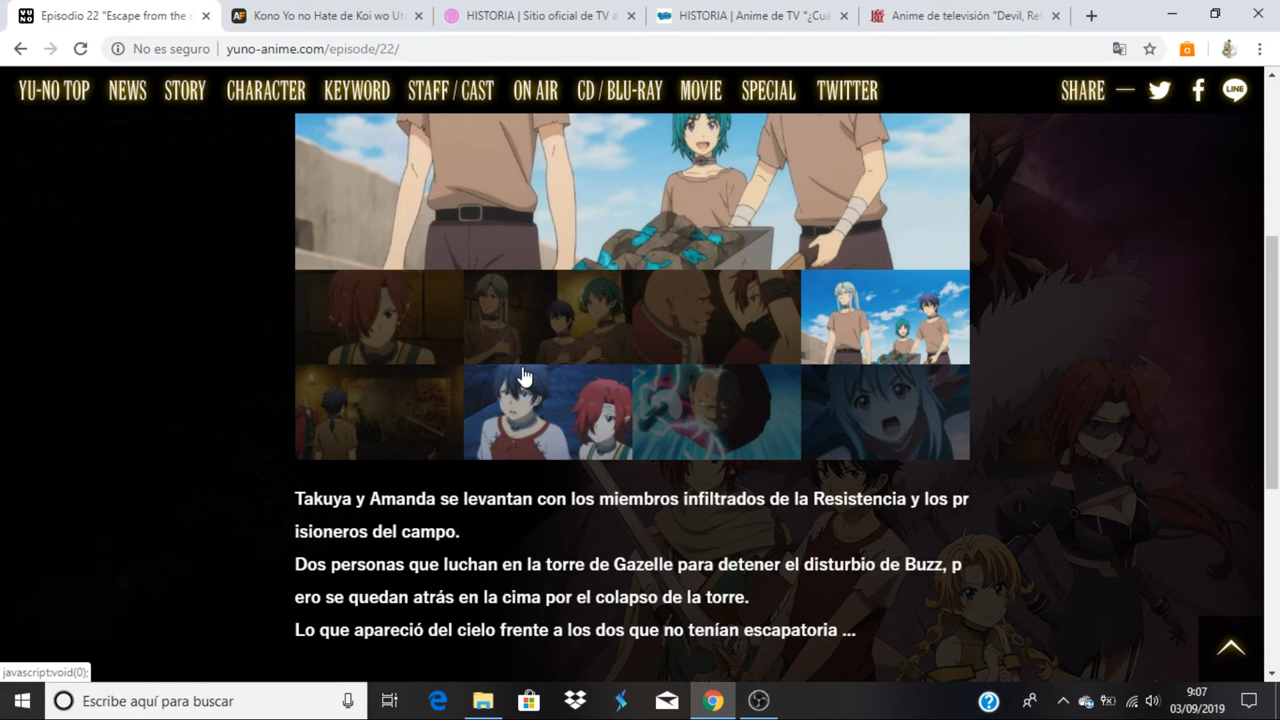 Episodio 22 "Escape from the c
Kono Yo no Hate de Koi wo Ut
HISTORIA | Sitio oficial de TV a
HISTORIA | Anime de TV "¿Cuá
Anime de televisión "Devil, Ret
No es seguro
yuno-anime.com/episode/22/
YU-NO TOP NEWS STORY CHARACTER KEYWORD STAFF / CAST ON AIR CD / BLU-RAY MOVIE SPECIAL TWITTER SHARE LINE
Takuya y Amanda se levantan con los miembros infiltrados de la Resistencia y los pr
isioneros del campo.
Dos personas que luchan en la torre de Gazelle para detener el disturbio de Buzz, p
ero se quedan atrás en la cima por el colapso de la torre.
Lo que apareció del cielo frente a los dos que no tenían escapatoria ...
javascript:void(0);
Escribe aquí para buscar
9:07
03/09/2019